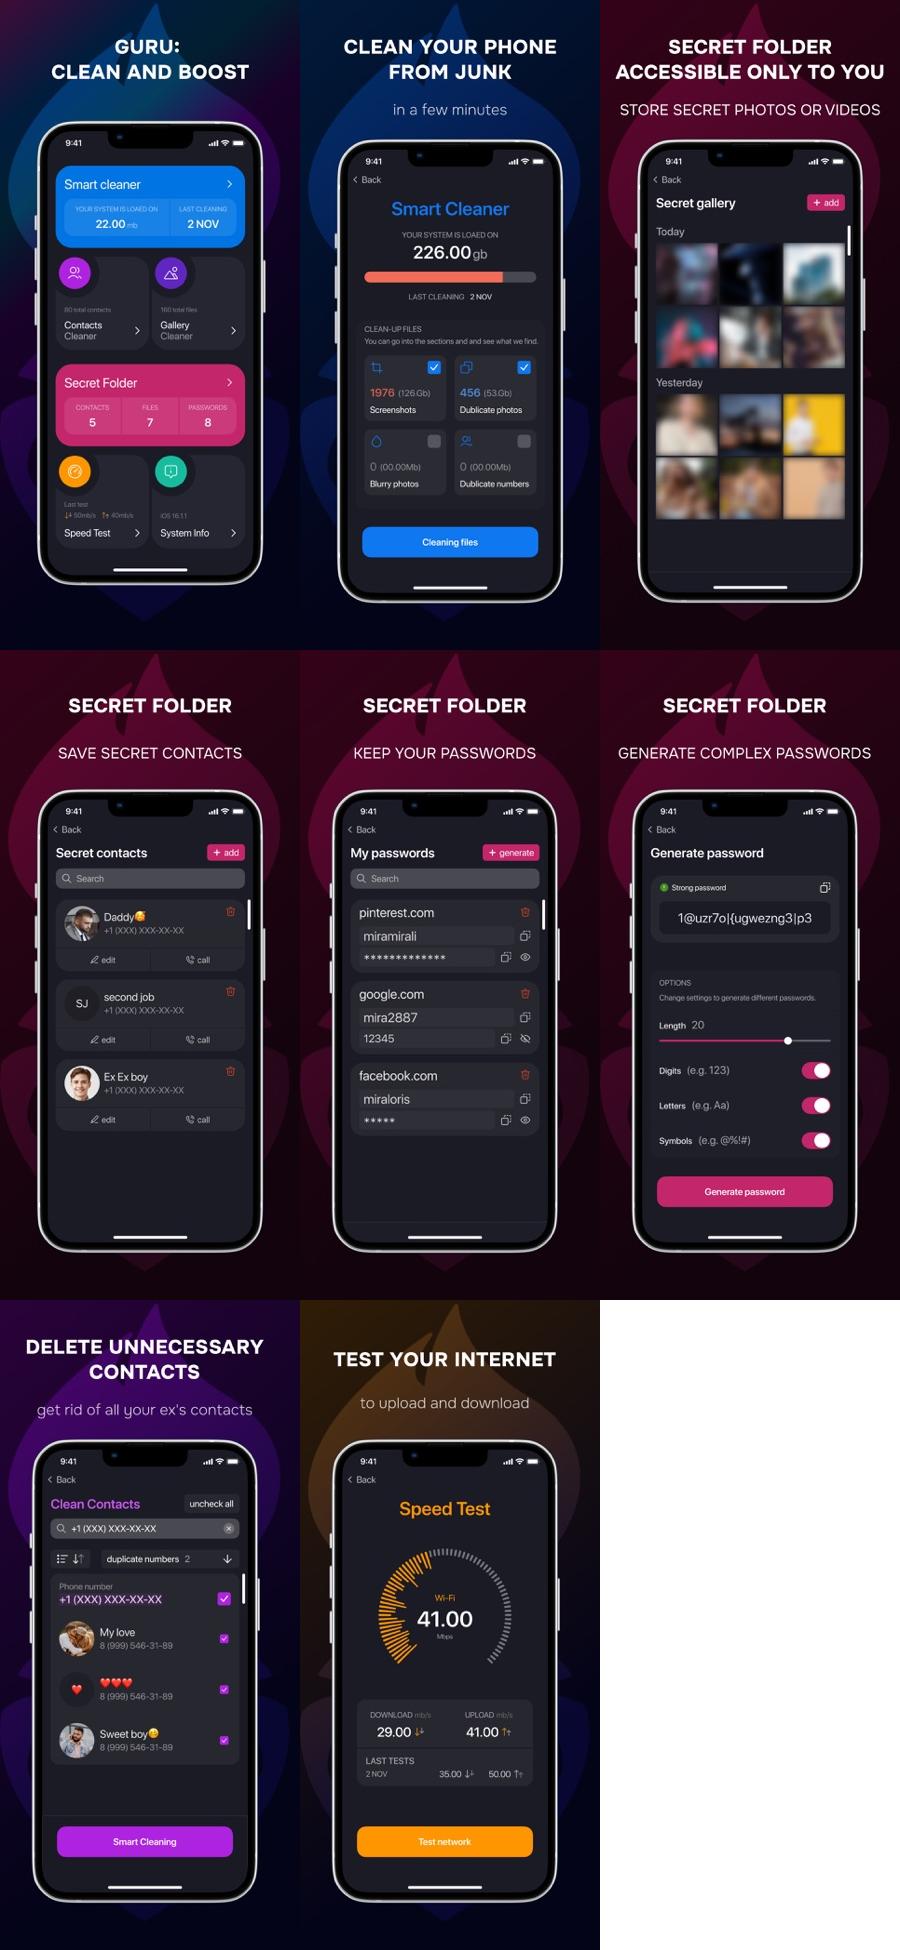 GURU:
CLEAN AND BOOST
9:41
Smart cleaner
YOUR SYSTEM IS LOAED ON
22.00 mb
LAST CLEANING
2 NOV
80 total contacts
Contacts
Cleaner
160 total files
Gallery
Cleaner
Secret Folder
CONTACTS
5
FILES
7
PASSWORDS
8
Last test
50mb/s 40mb/s
Speed Test
iOS 16.1.1
System Info
CLEAN YOUR PHONE
FROM JUNK
in a few minutes
9:41
Back
Smart Cleaner
YOUR SYSTEM IS LOAED ON
226.00 gb
LAST CLEANING 2 NOV
CLEAN-UP FILES
You can go into the sections and and see what we find.
1976 (126.Gb)
Screenshots
456 (53.Gb)
Dublicate photos
0 (00.00Mb)
Blurry photos
0 (00.00Mb)
Dublicate numbers
Cleaning files
SECRET FOLDER
ACCESSIBLE ONLY TO YOU
STORE SECRET PHOTOS OR VIDEOS
9:41
Back
Secret gallery
+ add
Today
Yesterday
SECRET FOLDER
SAVE SECRET CONTACTS
9:41
Back
Secret contacts
+ add
Search
Daddy🥰
+1 (XXX) XXX-XX-XX
edit
call
SJ
second job
+1 (XXX) XXX-XX-XX
edit
call
Ex Ex boy
+1 (XXX) XXX-XX-XX
edit
call
SECRET FOLDER
KEEP YOUR PASSWORDS
9:41
Back
My passwords
+ generate
Search
pinterest.com
miramirali
*************
google.com
mira2887
12345
facebook.com
miraloris
*****
SECRET FOLDER
GENERATE COMPLEX PASSWORDS
9:41
Back
Generate password
Strong password
1@uzr7o|{ugwezng3|p3
OPTIONS
Change settings to generate different passwords.
Length 20
Digits (e.g. 123)
Letters (e.g. Aa)
Symbols (e.g. @%!#)
Generate password
DELETE UNNECESSARY
CONTACTS
get rid of all your ex's contacts
9:41
Back
Clean Contacts
uncheck all
+1 (XXX) XXX-XX-XX
duplicate numbers 2
Phone number
+1 (XXX) XXX-XX-XX
My love
8 (999) 546-31-89
❤️❤️❤️
8 (999) 546-31-89
Sweet boy😋
8 (999) 546-31-89
Smart Cleaning
TEST YOUR INTERNET
to upload and download
9:41
Back
Speed Test
Wi-Fi
41.00
Mbps
DOWNLOAD mb/s
29.00
UPLOAD mb/s
41.00
LAST TESTS
2 NOV
35.00
50.00
Test network